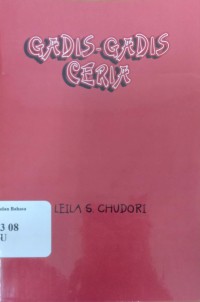 GADIS-GADIS
CERIA
LEILA S. CHUDORI
3 08
U